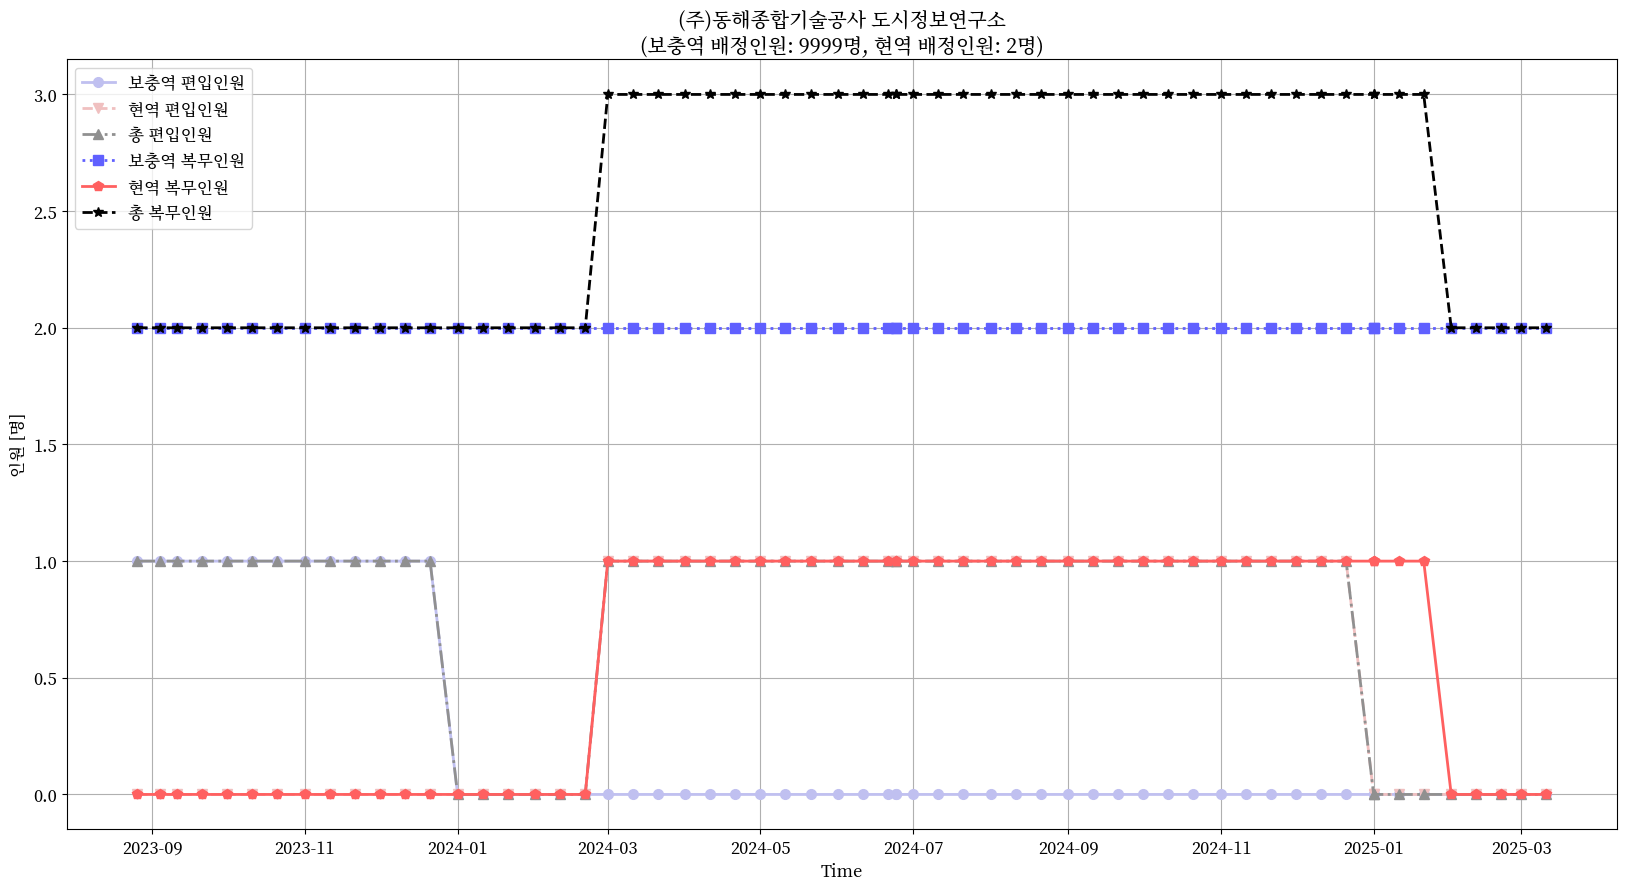 (주)동해종합기술공사 도시정보연구소
(보충역 배정인원: 9999명, 현역 배정인원: 2명)
보충역 편입인원
현역 편입인원
총 편입인원
보충역 복무인원
현역 복무인원
총 복무인원
3.0
2.5
2.0
1.5
1.0
0.5
0.0
인원 [명]
2023-09 2023-11 2024-01 2024-03 2024-05 2024-07 2024-09 2024-11 2025-01 2025-03
Time